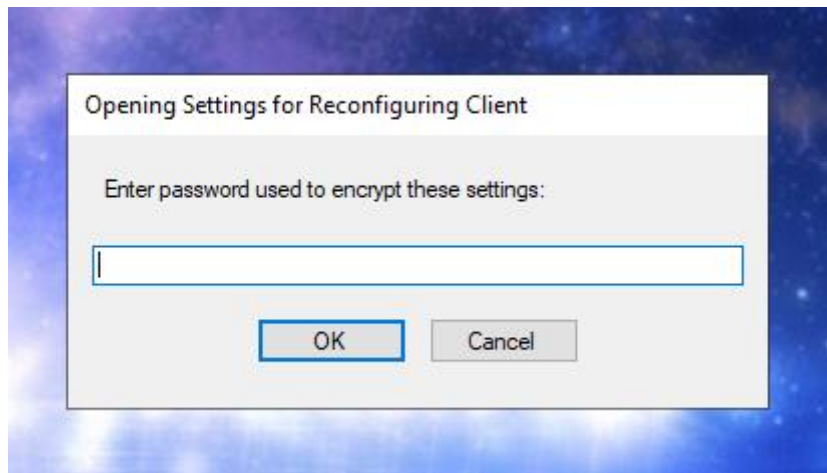 Opening Settings for Reconfiguring Client
Enter password used to encrypt these settings:
OK
Cancel